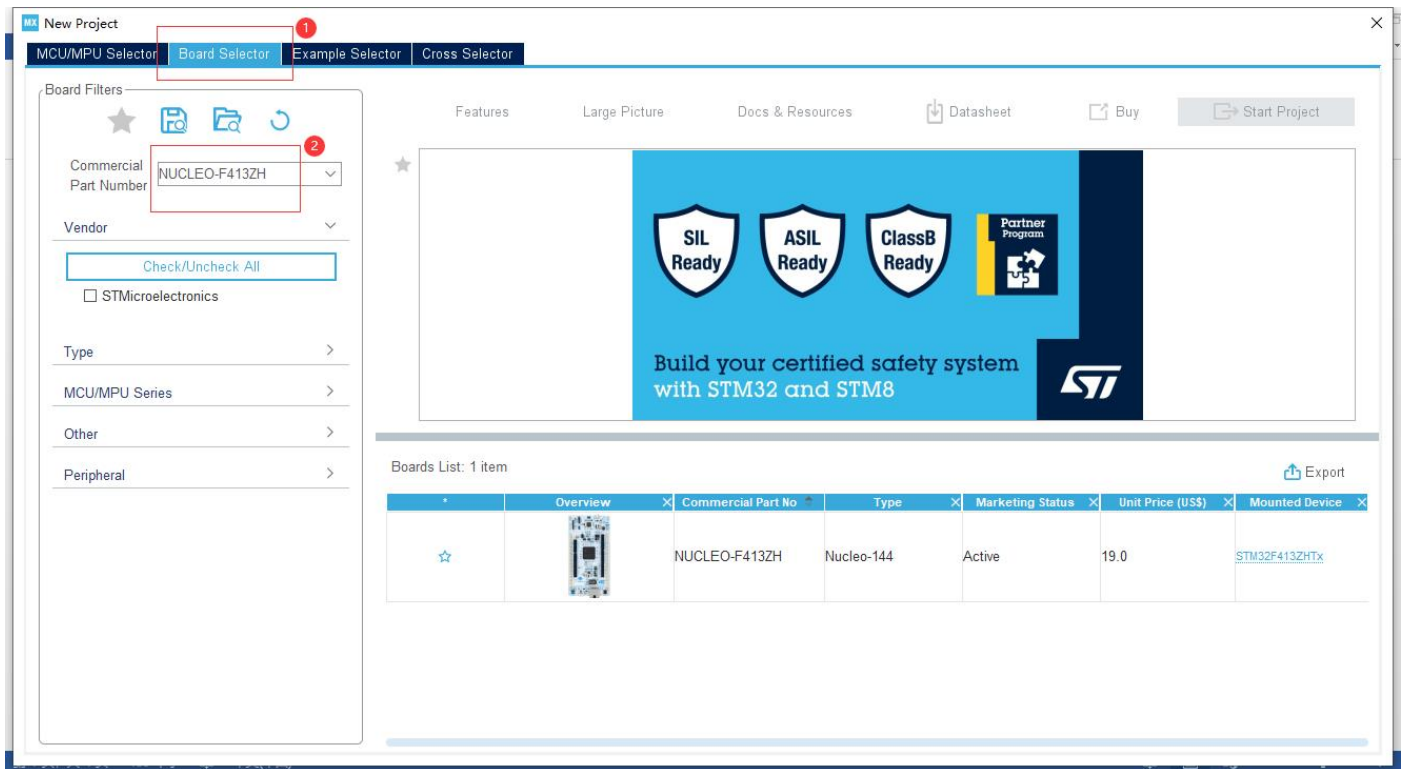 MX New Project
1
MCU/MPU Selector Board Selector Example Selector Cross Selector
Board Filters
Features Large Picture Docs & Resources Datasheet Buy Start Project
2
Commercial Part Number NUCLEO-F413ZH
Vendor
Check/Uncheck All
STMicroelectronics
Type
MCU/MPU Series
Other
Peripheral
SIL Ready
ASIL Ready
ClassB Ready
Partner Program
Build your certified safety system
with STM32 and STM8
ST
Boards List: 1 item
Export
* Overview Commercial Part No Type Marketing Status Unit Price (US$) Mounted Device
NUCLEO-F413ZH Nucleo-144 Active 19.0 STM32F413ZHTx